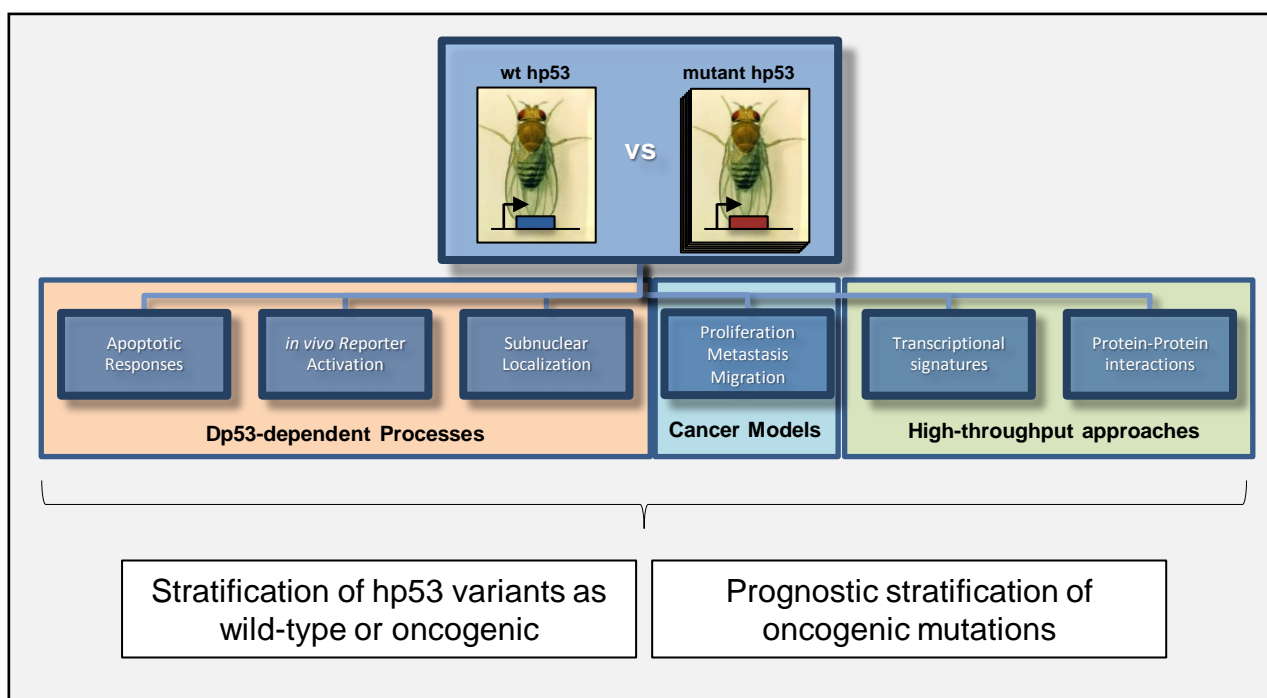 wt hp53
mutant hp53
vs
Apoptotic
Responses
in vivo Reporter
Activation
Subnuclear
Localization
Proliferation
Metastasis
Migration
Transcriptional
signatures
Protein-Protein
interactions
Dp53-dependent Processes
Cancer Models
High-throughput approaches
Stratification of hp53 variants as
wild-type or oncogenic
Prognostic stratification of
oncogenic mutations